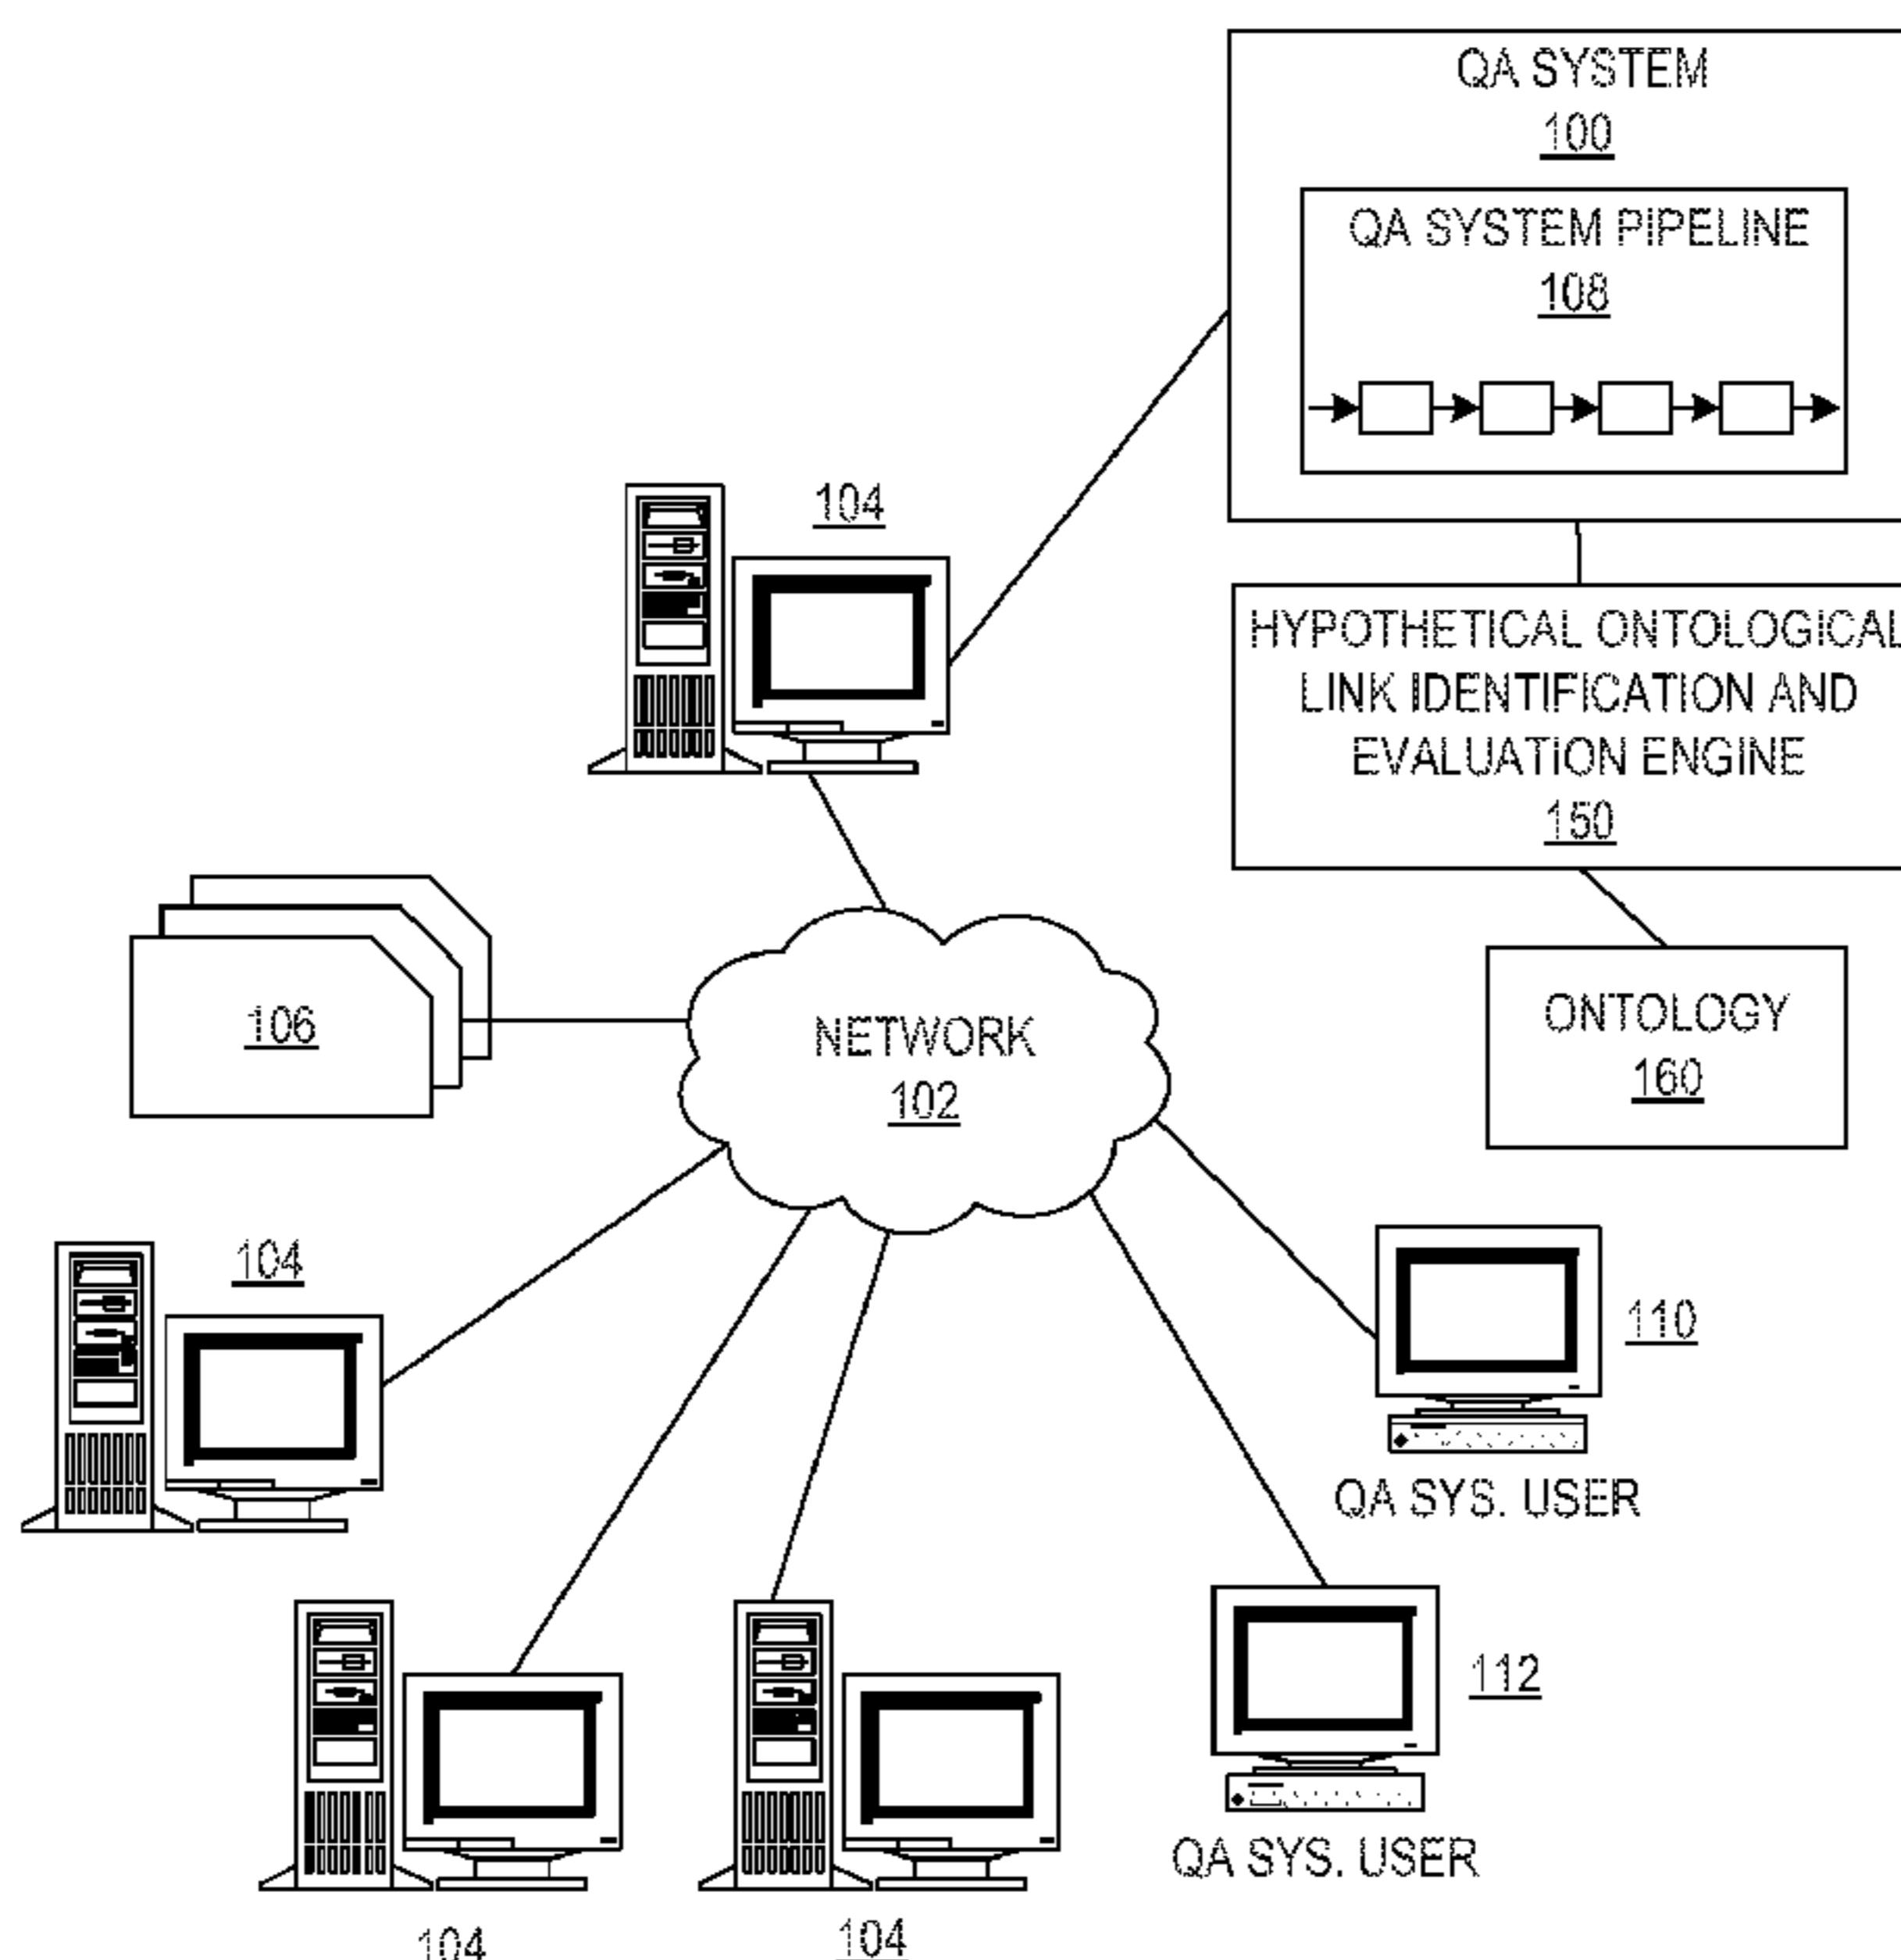 QA SYSTEM
100
QA SYSTEM PIPELINE
108
104
HYPOTHETICAL ONTOLOGICAL
LINK IDENTIFICATION AND
EVALUATION ENGINE
150
106
NETWORK
102
ONTOLOGY
160
104
110
QA SYS. USER
112
QA SYS. USER
104
104